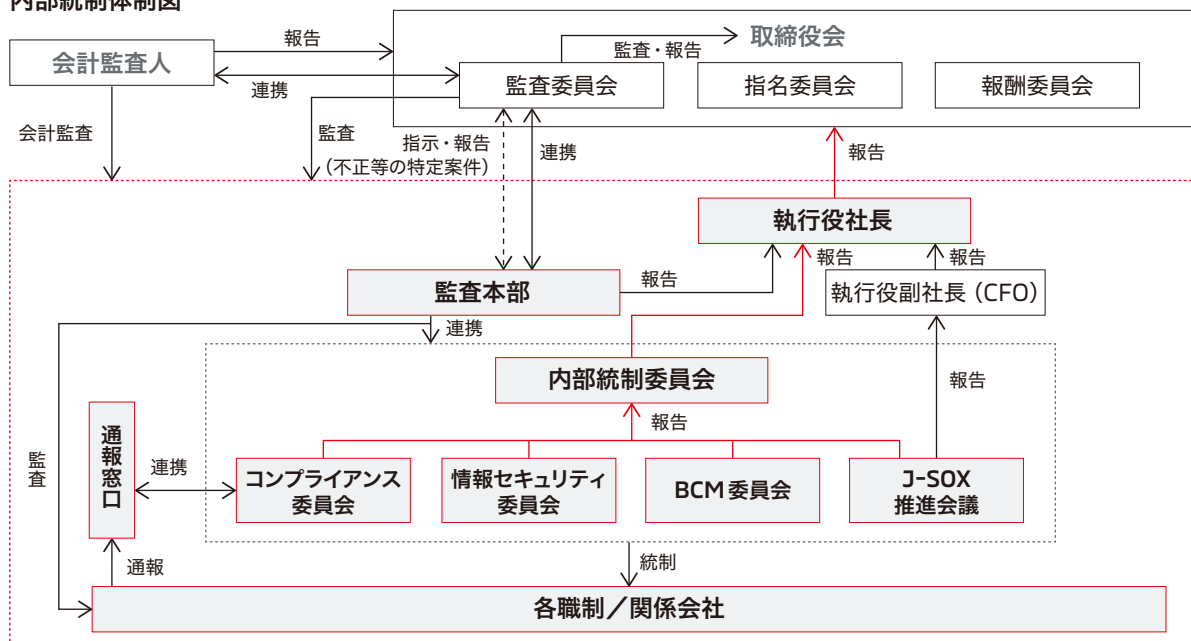 内部統制体制図
会計監査人
報告
連携
会計監査
監査
監査・報告
取締役会
監査委員会
指名委員会
報酬委員会
指示・報告
（不正等の特定案件）
連携
報告
執行役社長
監査本部
報告
報告
報告
執行役副社長（CFO）
連携
内部統制委員会
報告
報告
監査
通報窓口
連携
コンプライアンス
委員会
情報セキュリティ
委員会
BCM委員会
J-SOX
推進会議
通報
統制
各職制／関係会社